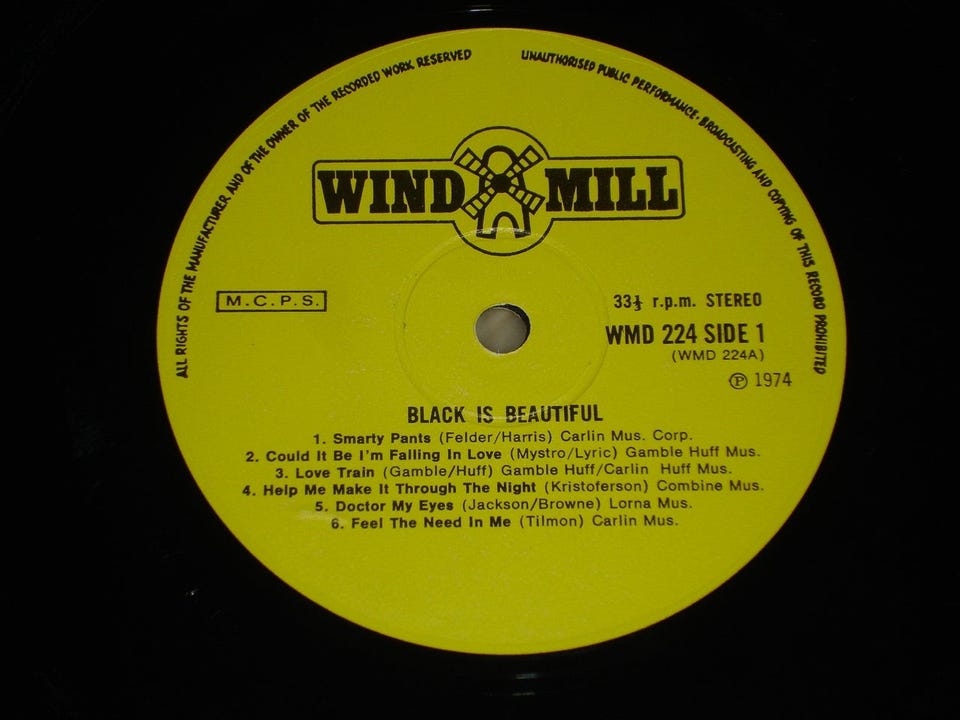 ALL RIGHTS OF THE MANUFACTURER AND OF THE OWNER OF THE RECORDED WORK RESERVED
UNAUTHORISED PUBLIC PERFORMANCE · BROADCASTING AND COPYING OF THIS RECORD PROHIBITED
WIND MILL
M.C.P.S.
33⅓ r.p.m. STEREO
WMD 224 SIDE 1
(WMD 224A)
Ⓟ 1974
BLACK IS BEAUTIFUL
1. Smarty Pants (Felder/Harris) Carlin Mus. Corp.
2. Could It Be I'm Falling In Love (Mystro/Lyric) Gamble Huff Mus.
3. Love Train (Gamble/Huff) Gamble Huff/Carlin Huff Mus.
4. Help Me Make It Through The Night (Kristoferson) Combine Mus.
5. Doctor My Eyes (Jackson/Browne) Lorna Mus.
6. Feel The Need In Me (Tilmon) Carlin Mus.